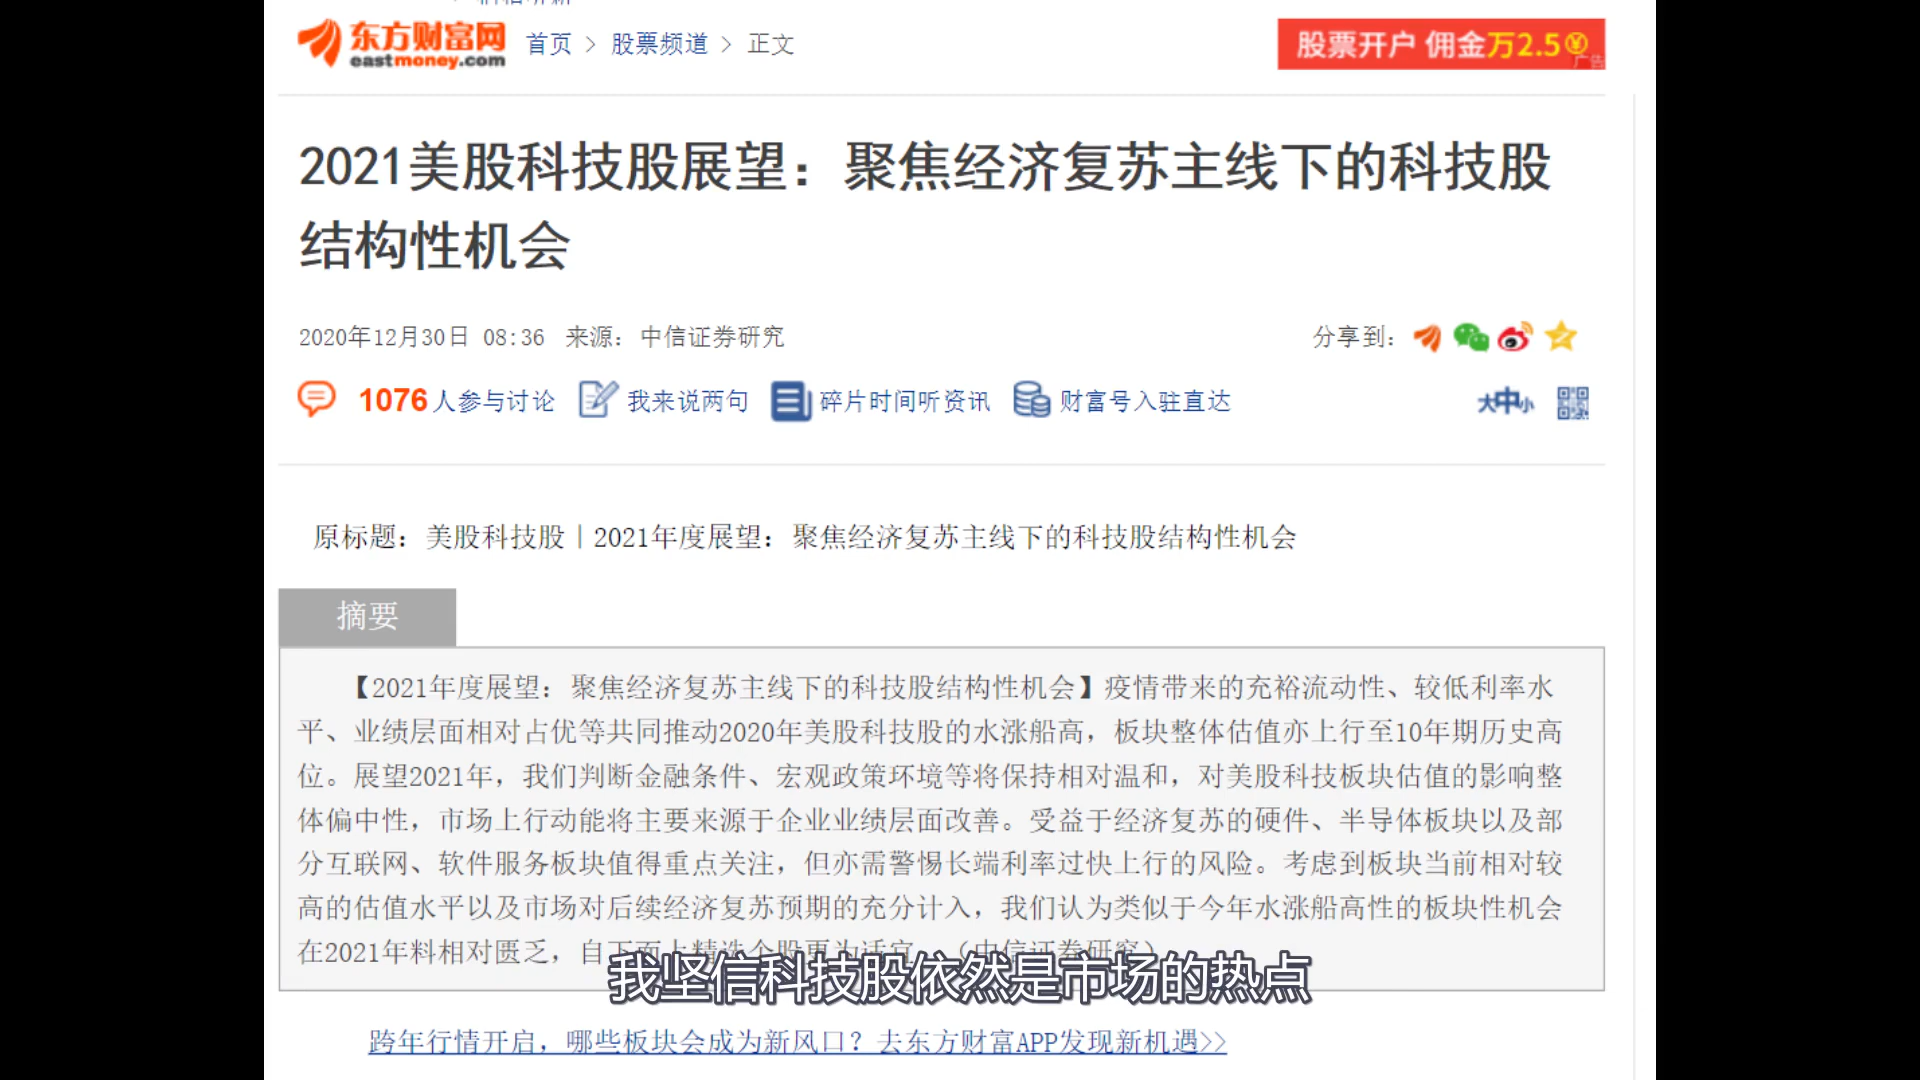 东方财富网
eastmoney.com
首页 > 股票频道 > 正文
股票开户 佣金万2.5
广告
2021美股科技股展望：聚焦经济复苏主线下的科技股
结构性机会
2020年12月30日 08:36 来源：中信证券研究
分享到：
1076人参与讨论 我来说两句 碎片时间听资讯 财富号入驻直达
大中小
原标题：美股科技股丨2021年度展望：聚焦经济复苏主线下的科技股结构性机会
摘要
【2021年度展望：聚焦经济复苏主线下的科技股结构性机会】疫情带来的充裕流动性、较低利率水
平、业绩层面相对占优等共同推动2020年美股科技股的水涨船高，板块整体估值亦上行至10年期历史高
位。展望2021年，我们判断金融条件、宏观政策环境等将保持相对温和，对美股科技板块估值的影响整
体偏中性，市场上行动能将主要来源于企业业绩层面改善。受益于经济复苏的硬件、半导体板块以及部
分互联网、软件服务板块值得重点关注，但亦需警惕长端利率过快上行的风险。考虑到板块当前相对较
高的估值水平以及市场对后续经济复苏预期的充分计入，我们认为类似于今年水涨船高性的板块性机会
在2021年料相对匮乏，自下而上精选个股更为适宜。（中信证券研究）
我坚信科技股依然是市场的热点
跨年行情开启，哪些板块会成为新风口？去东方财富APP发现新机遇>>